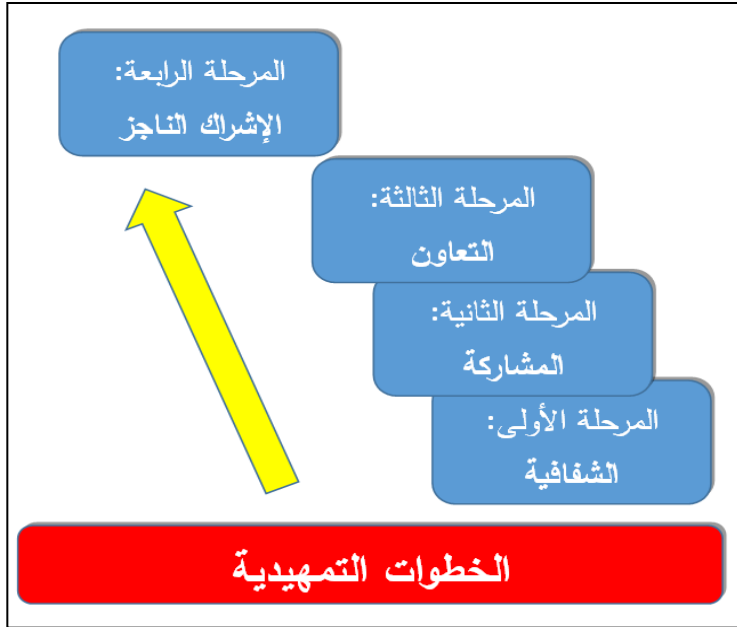 المرحلة الرابعة:
الإشراك الناجز
المرحلة الثالثة:
التعاون
المرحلة الثانية:
المشاركة
المرحلة الأولى:
الشفافية
الخطوات التمهيدية